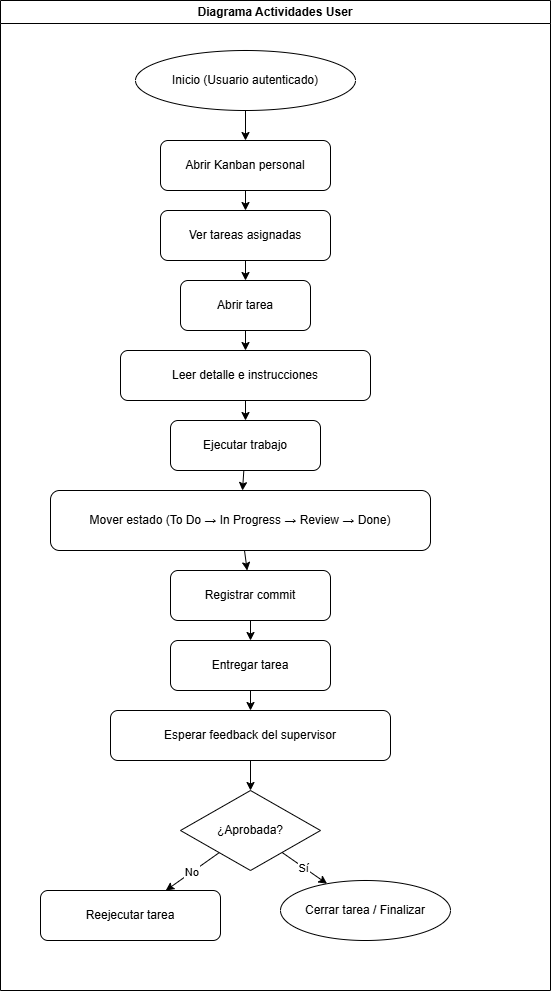 Diagrama Actividades User
Inicio (Usuario autenticado)
Abrir Kanban personal
Ver tareas asignadas
Abrir tarea
Leer detalle e instrucciones
Ejecutar trabajo
Mover estado (To Do → In Progress → Review → Done)
Registrar commit
Entregar tarea
Esperar feedback del supervisor
¿Aprobada?
No
Sí
Reejecutar tarea
Cerrar tarea / Finalizar